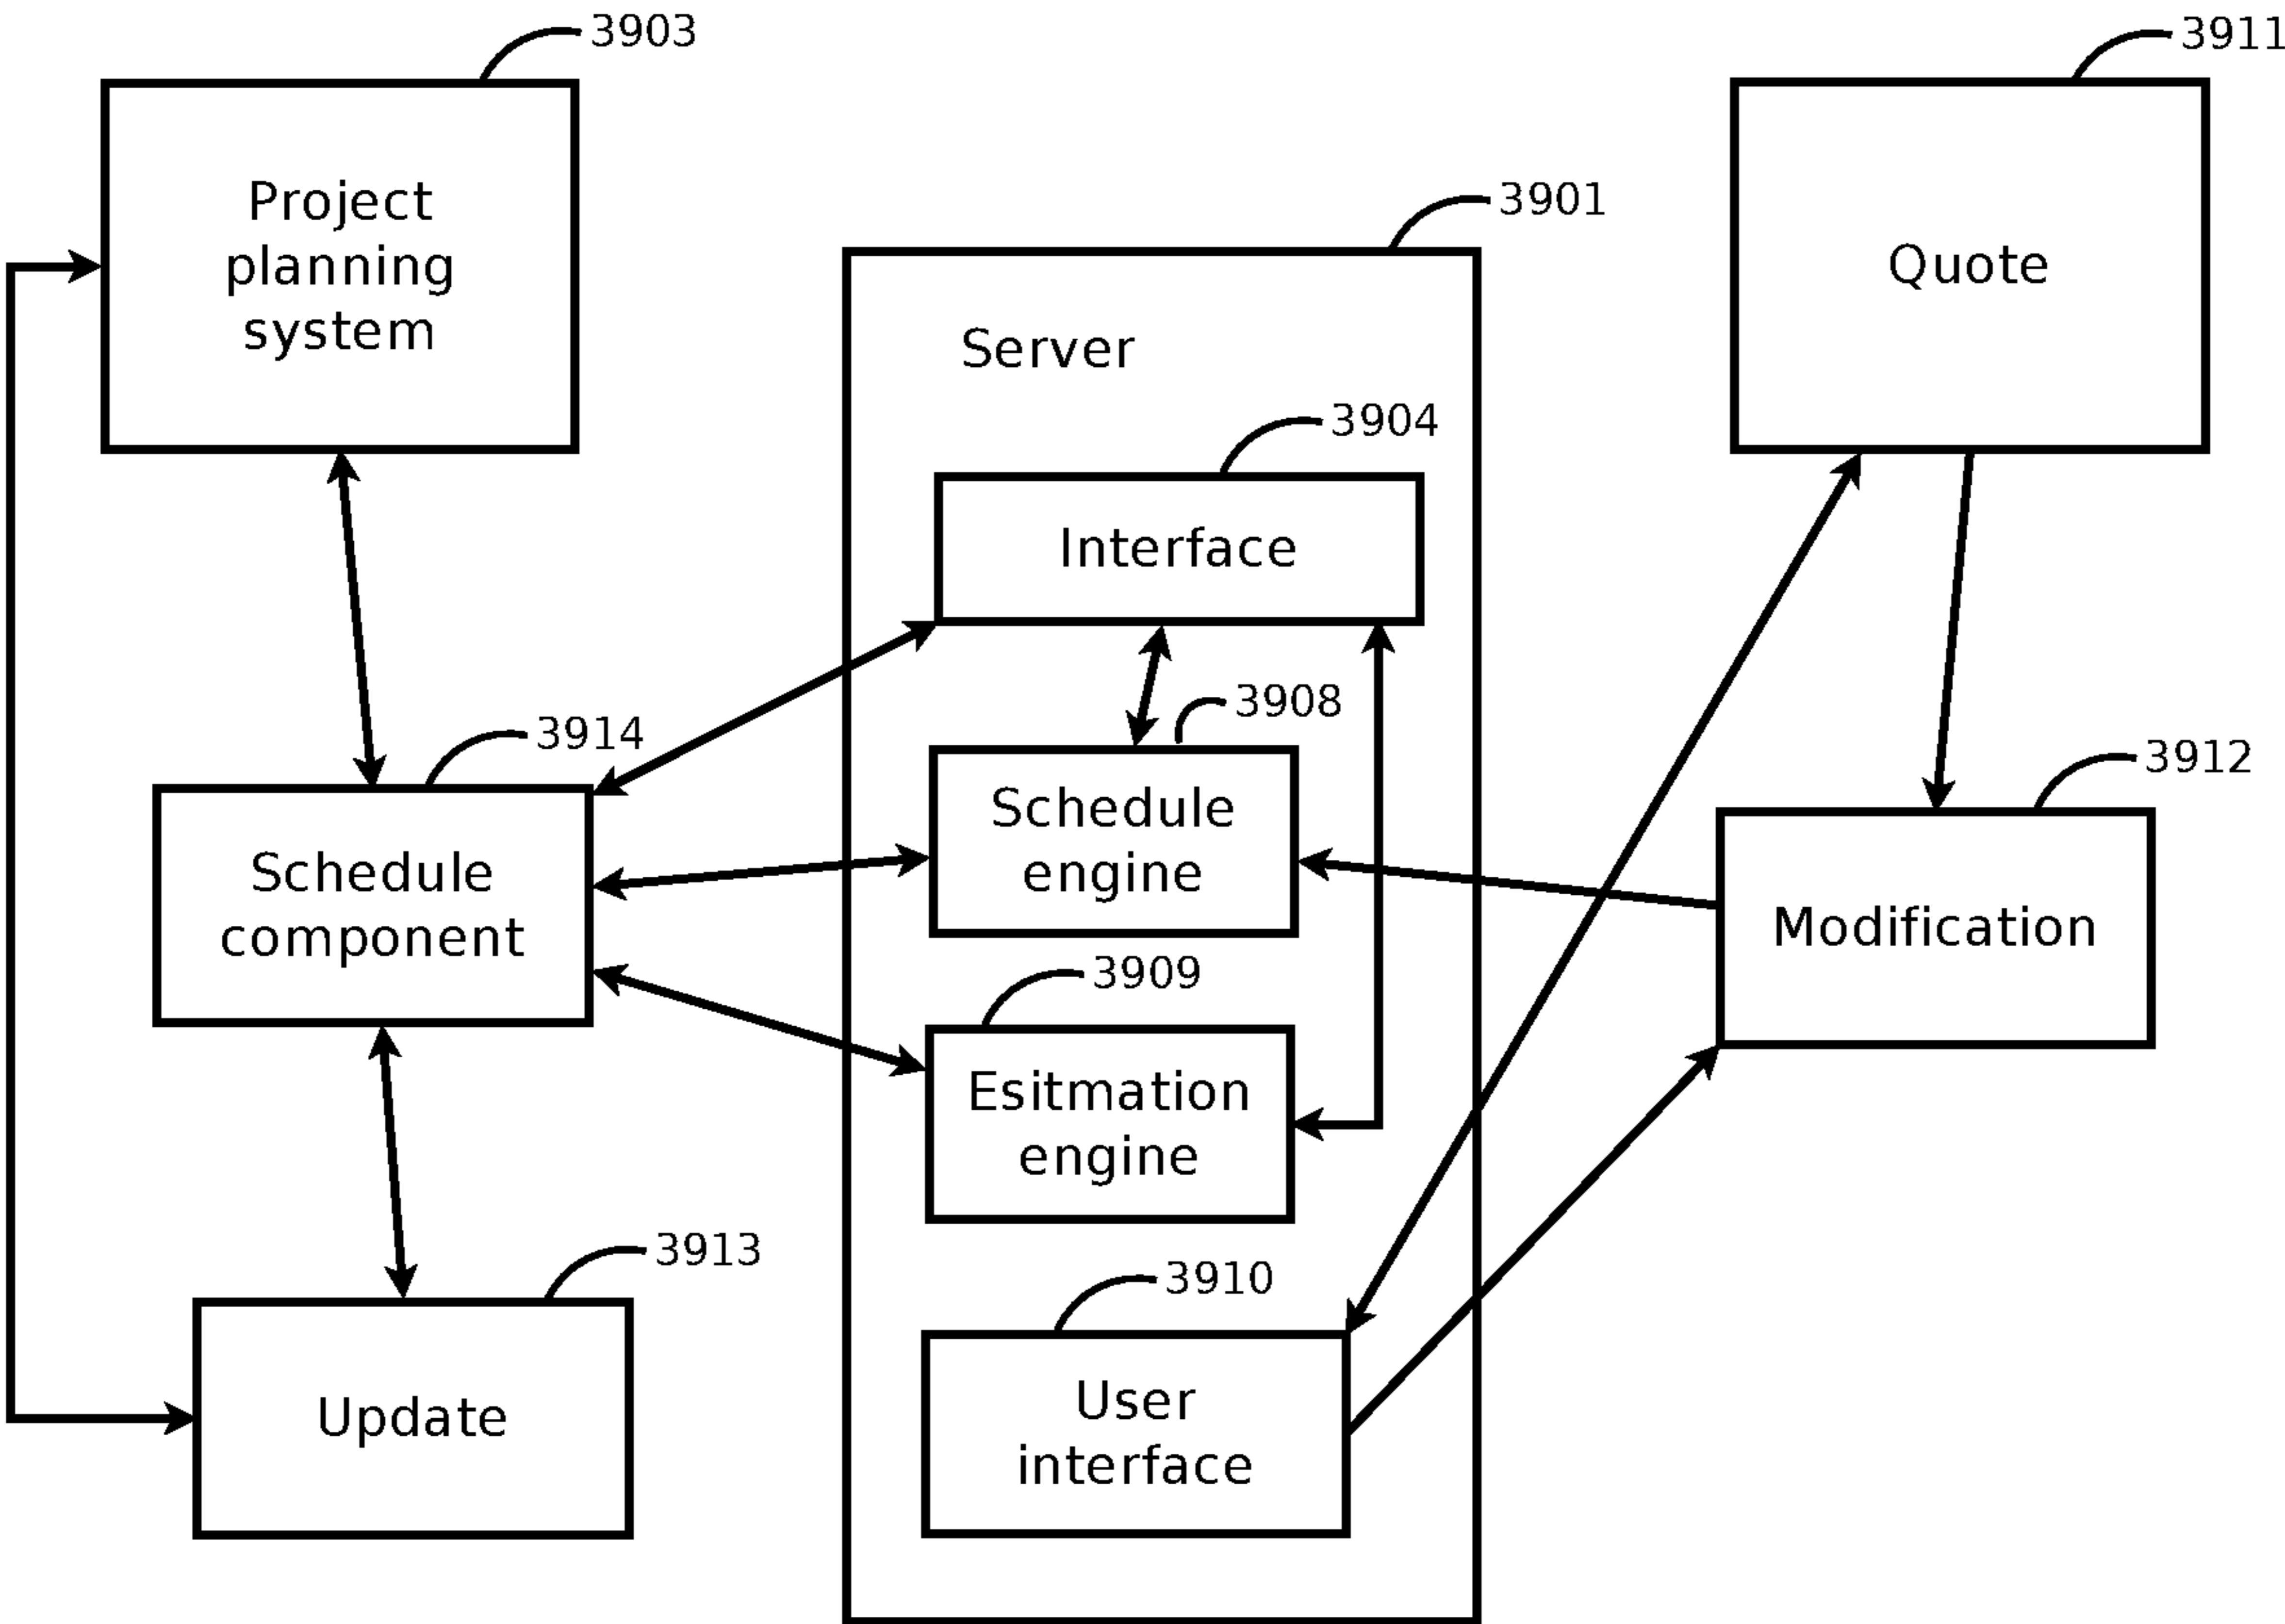 3903
Project
planning
system
3911
Quote
3901
Server
3904
Interface
3914
Schedule
component
3908
Schedule
engine
3912
Modification
3909
Esitmation
engine
3913
Update
3910
User
interface